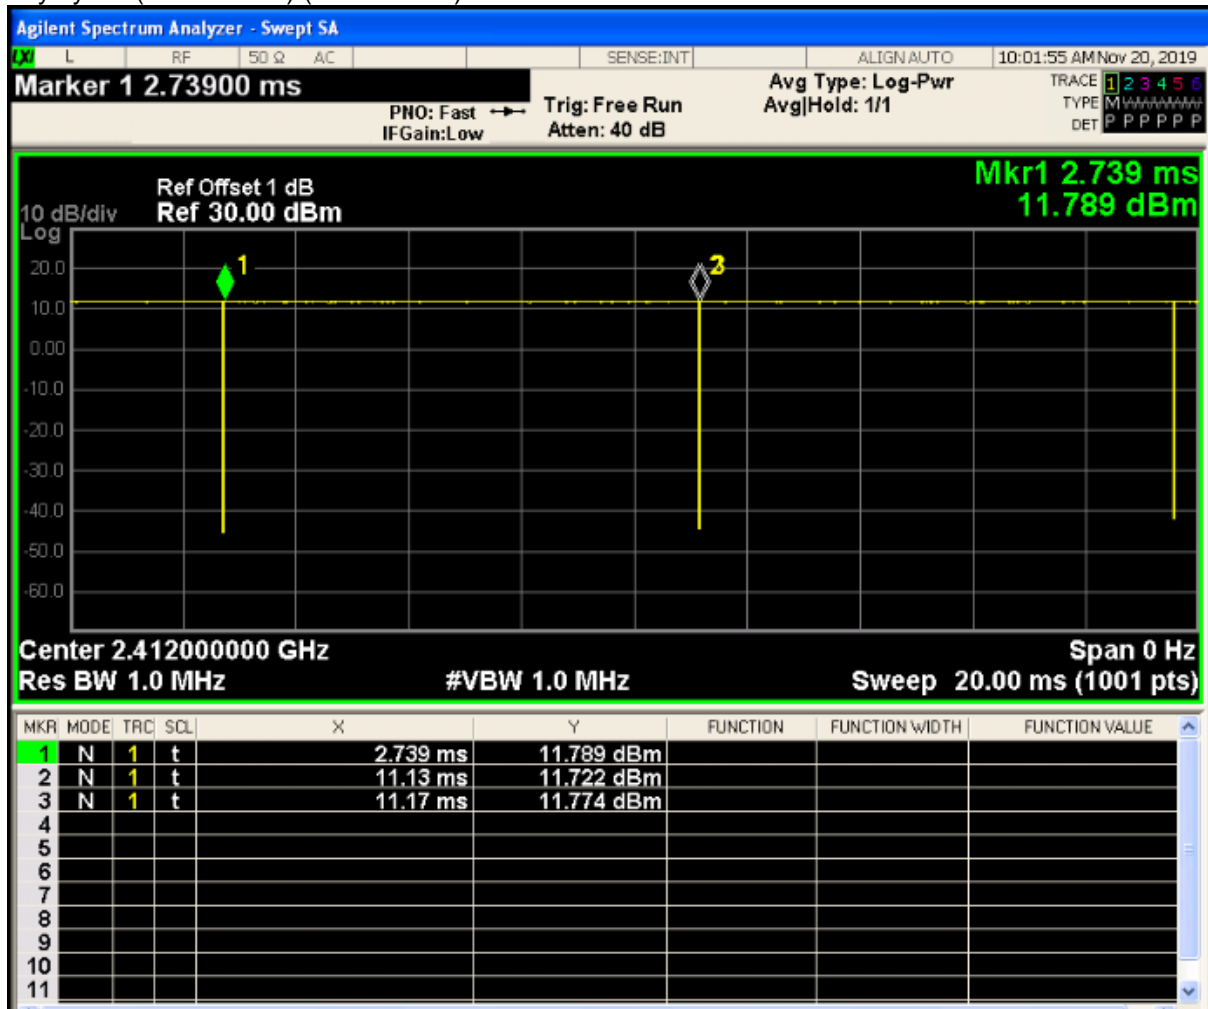 Agilent Spectrum Analyzer - Swept SA
LXI L RF 50 Ω AC SENSE:INT ALIGN AUTO 10:01:55 AM Nov 20, 2019
Marker 1 2.73900 ms
PNO: Fast
IFGain:Low
Trig: Free Run
Atten: 40 dB
Avg Type: Log-Pwr
Avg|Hold: 1/1
TRACE 1 2 3 4 5 6
TYPE M
DET P P P P P P
Mkr1 2.739 ms
11.789 dBm
Ref Offset 1 dB
10 dB/div Ref 30.00 dBm
Log
1
20.0
10.0
0.00
-10.0
-20.0
-30.0
-40.0
-50.0
-60.0
Center 2.412000000 GHz Span 0 Hz
Res BW 1.0 MHz #VBW 1.0 MHz Sweep 20.00 ms (1001 pts)
MKR MODE TRC SCL X Y FUNCTION FUNCTION WIDTH FUNCTION VALUE
1 N 1 t 2.739 ms 11.789 dBm
2 N 1 t 11.13 ms 11.722 dBm
3 N 1 t 11.17 ms 11.774 dBm
4
5
6
7
8
9
10
11